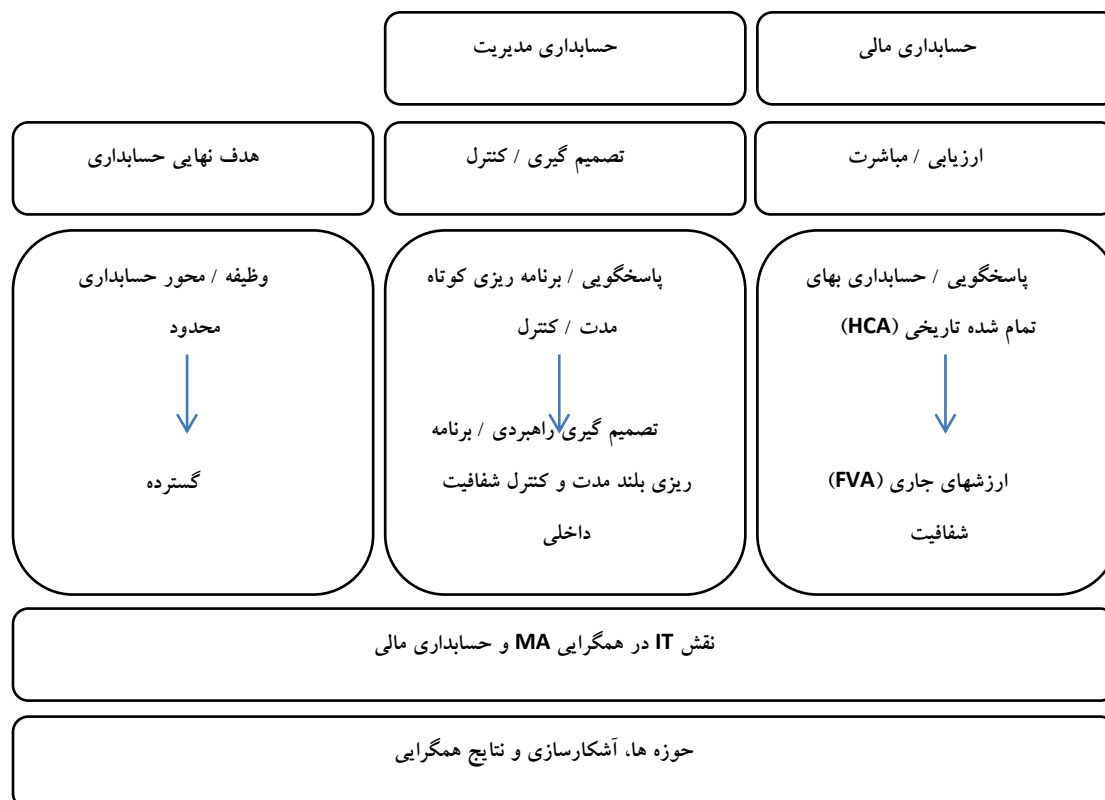 حسابداری مالی
حسابداری مدیریت
ارزیابی / مباشرت
تصمیم گیری / کنترل
هدف نهایی حسابداری
پاسخگویی / حسابداری بهای
تمام شده تاریخی (HCA)
ارزشهای جاری (FVA)
شفافیت
پاسخگویی / برنامه ریزی کوتاه
مدت / کنترل
تصمیم گیری راهبردی / برنامه
ریزی بلند مدت و کنترل شفافیت
داخلی
وظیفه / محور حسابداری
محدود
گسترده
نقش IT در همگرایی MA و حسابداری مالی
حوزه ها، آشکارسازی و نتایج همگرایی